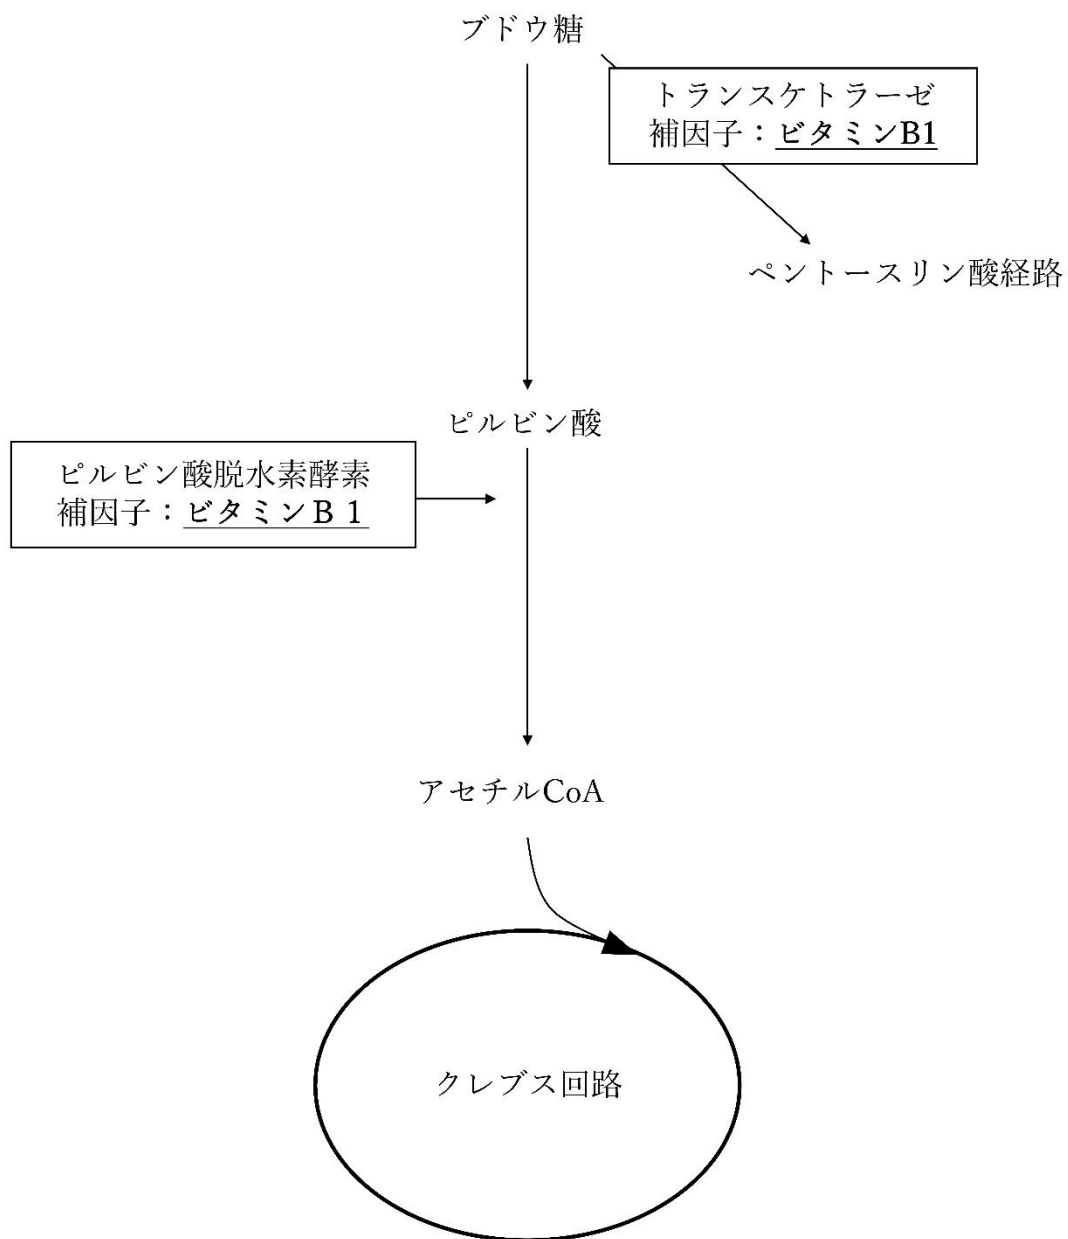 ブドウ糖
トランスケトラーゼ
補因子：ビタミンB1
ペントースリン酸経路
ピルビン酸
ピルビン酸脱水素酵素
補因子：ビタミンＢ１
アセチルCoA
クレブス回路